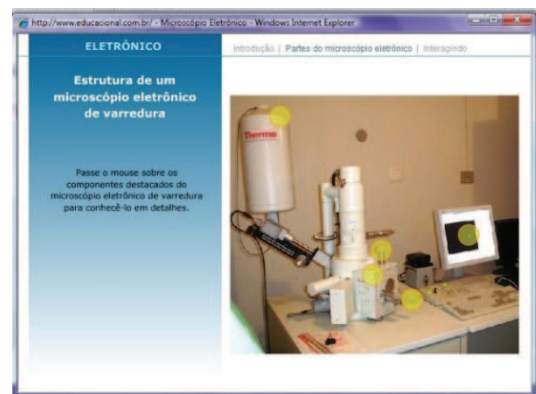 http://www.educacional.com.br/ - Microscópio Eletrônico - Windows Internet Explorer
ELETRÔNICO
Introdução | Partes do microscópio eletrônico | Interagindo
Estrutura de um
microscópio eletrônico
de varredura
Passe o mouse sobre os
componentes destacados do
microscópio eletrônico de varredura
para conhecê-lo em detalhes.
Thermo